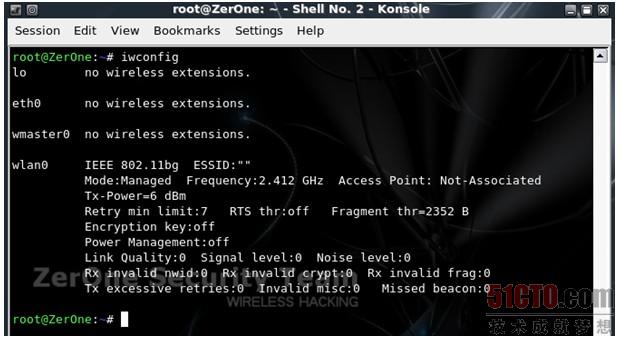 root@ZerOne: ~ - Shell No. 2 - Konsole
Session Edit View Bookmarks Settings Help
root@ZerOne:~# iwconfig
lo        no wireless extensions.
eth0      no wireless extensions.
wmaster0  no wireless extensions.
wlan0     IEEE 802.11bg  ESSID:""
Mode:Managed  Frequency:2.412 GHz  Access Point: Not-Associated
Tx-Power=6 dBm
Retry min limit:7   RTS thr:off   Fragment thr=2352 B
Encryption key:off
Power Management:off
Link Quality:0  Signal level:0  Noise level:0
Rx invalid nwid:0  Rx invalid crypt:0  Rx invalid frag:0
Tx excessive retries:0  Invalid misc:0   Missed beacon:0
ZerOne Security Team
WIRELESS HACKING
root@ZerOne:~#
51CTO.com
技术成就梦想